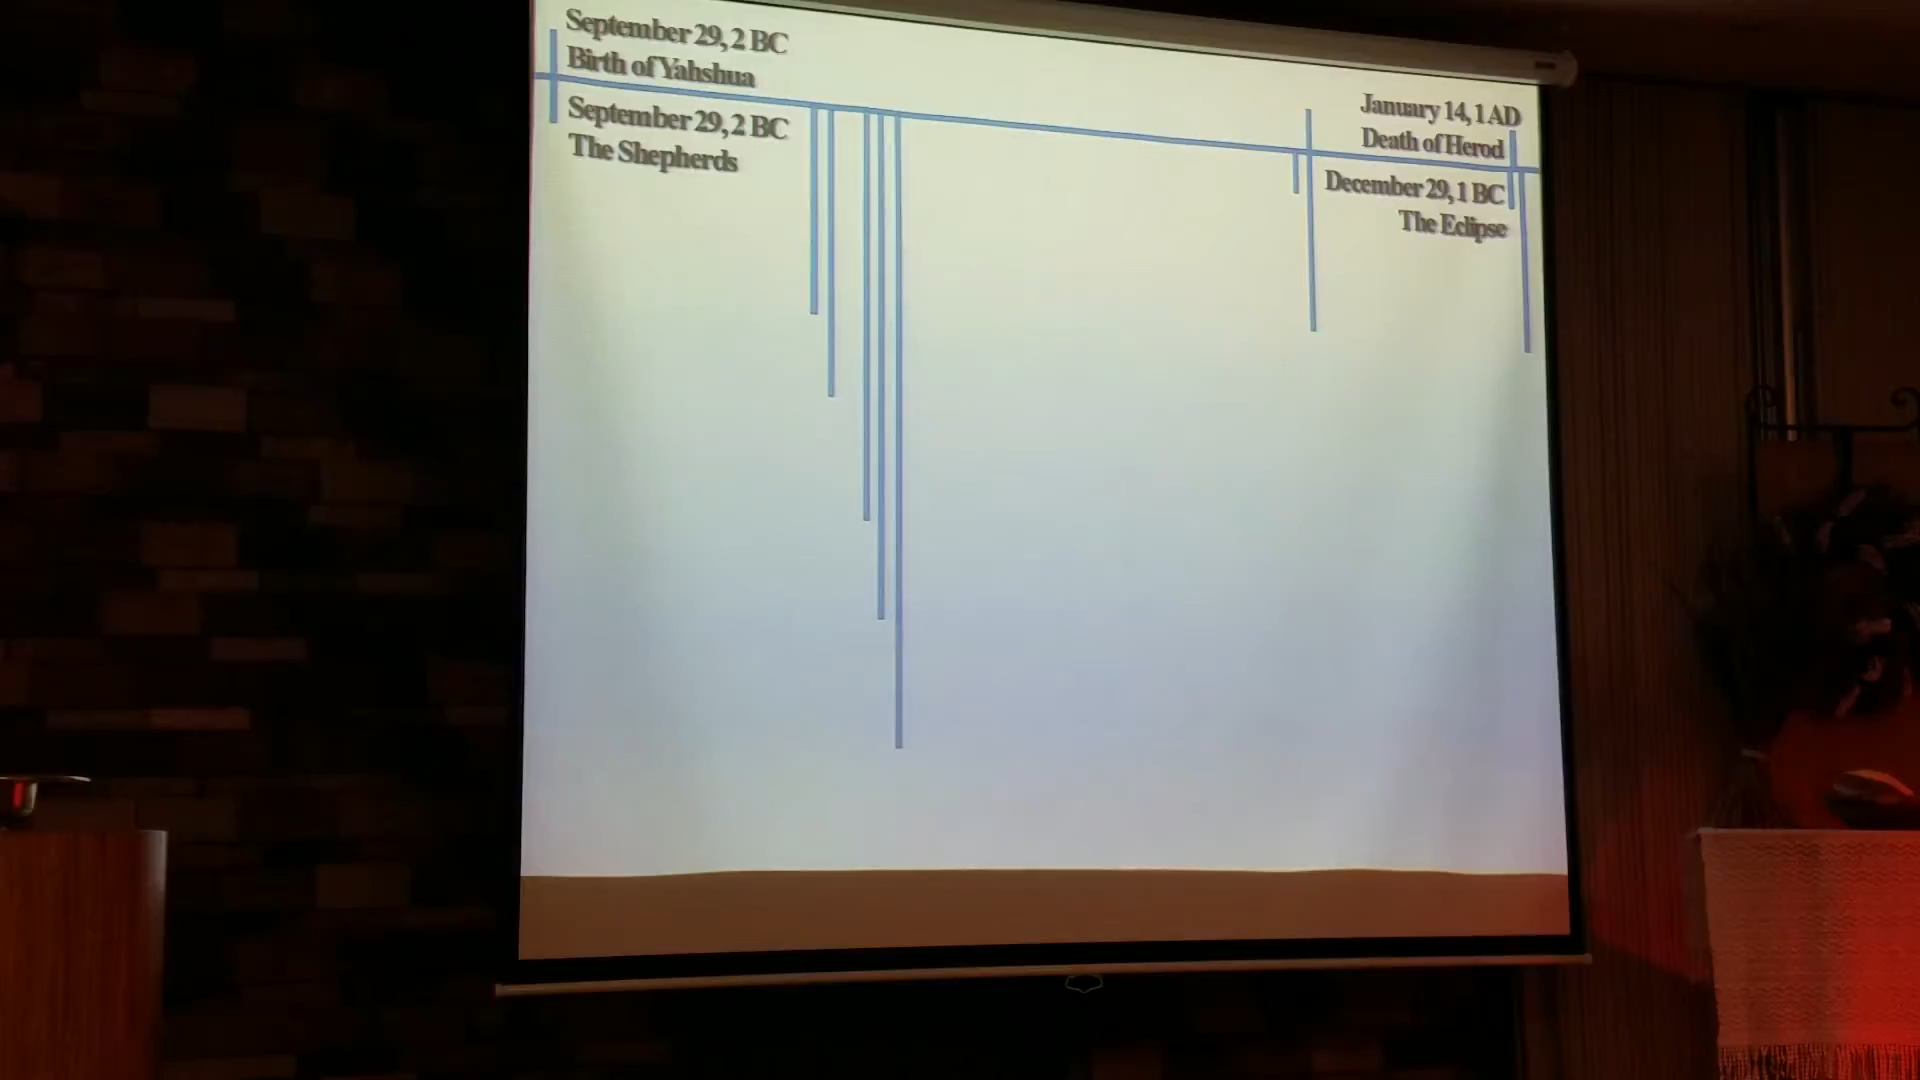 September 29, 2 BC
Birth of Yahshua
September 29, 2 BC
The Shepherds
January 14, 1 AD
Death of Herod
December 29, 1 BC
The Eclipse